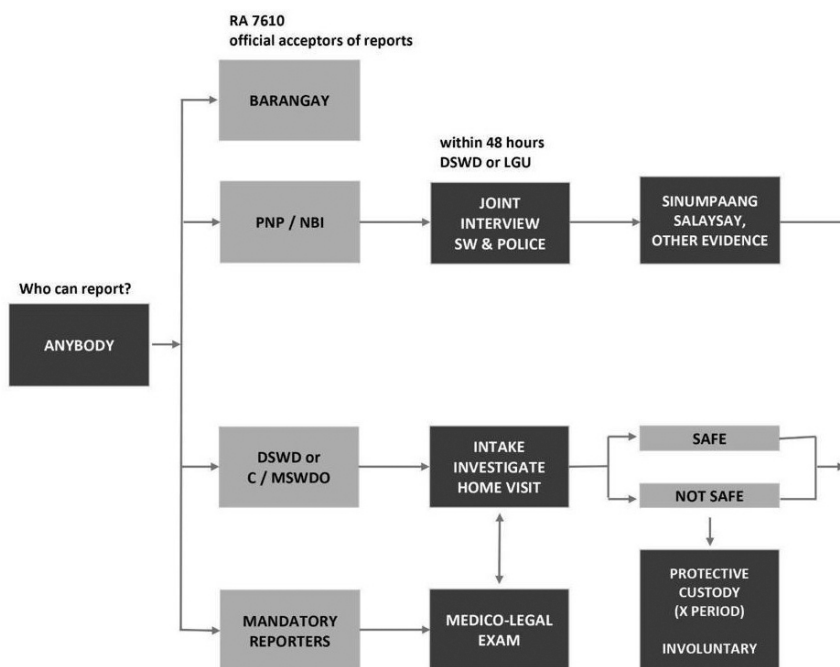 RA 7610
official acceptors of reports
BARANGAY
within 48 hours
DSWD or LGU
PNP / NBI
JOINT
INTERVIEW
SW & POLICE
SINUMPAANG
SALAYSAY,
OTHER EVIDENCE
Who can report?
ANYBODY
DSWD or
C / MSWDO
INTAKE
INVESTIGATE
HOME VISIT
SAFE
NOT SAFE
MANDATORY
REPORTERS
MEDICO-LEGAL
EXAM
PROTECTIVE
CUSTODY
(X PERIOD)
INVOLUNTARY